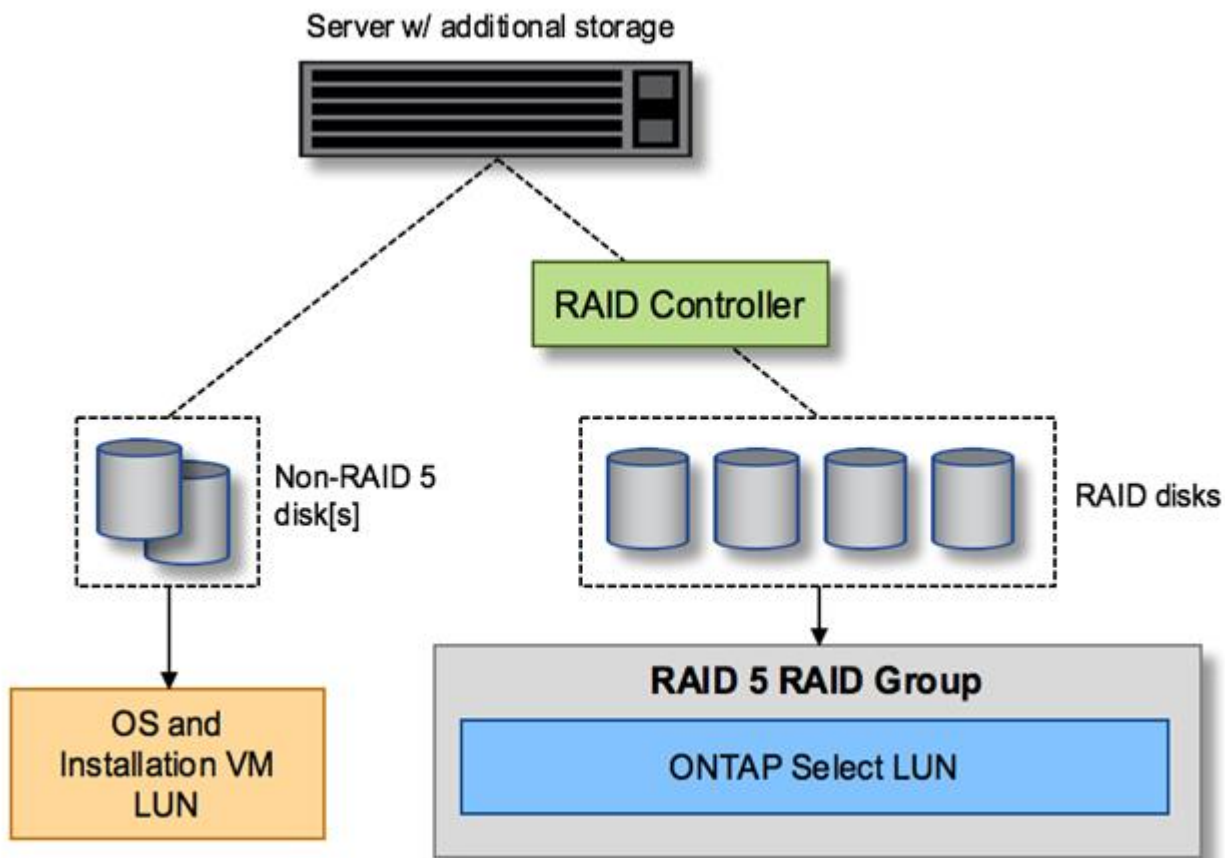 Server w/ additional storage
RAID Controller
Non-RAID 5
disk[s]
RAID disks
OS and
Installation VM
LUN
RAID 5 RAID Group
ONTAP Select LUN